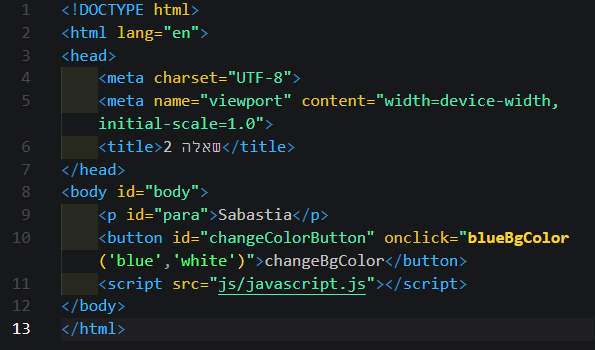 1 <!DOCTYPE html>
2 <html lang="en">
3 <head>
4 <meta charset="UTF-8">
5 <meta name="viewport" content="width=device-width,
initial-scale=1.0">
6 <title>שאלה 2</title>
7 </head>
8 <body id="body">
9 <p id="para">Sabastia</p>
10 <button id="changeColorButton" onclick="blueBgColor
('blue','white')">changeBgColor</button>
11 <script src="js/javascript.js"></script>
12 </body>
13 </html>